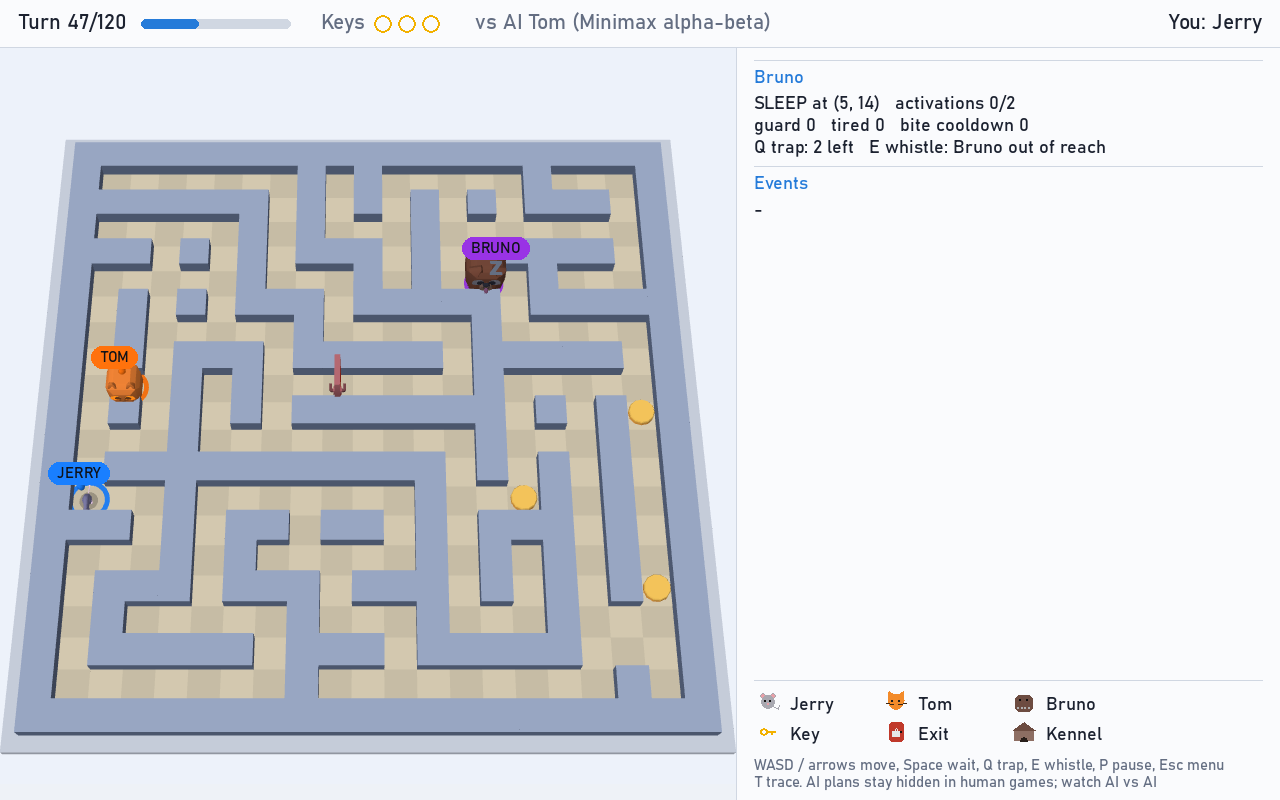 Turn 47/120 Keys vs AI Tom (Minimax alpha-beta) You: Jerry
Bruno
SLEEP at (5, 14) activations 0/2
guard 0 tired 0 bite cooldown 0
Q trap: 2 left E whistle: Bruno out of reach
Events
-
BRUNO
Z
TOM
JERRY
Jerry Tom Bruno
Key Exit Kennel
WASD / arrows move, Space wait, Q trap, E whistle, P pause, Esc menu
T trace. AI plans stay hidden in human games; watch AI vs AI